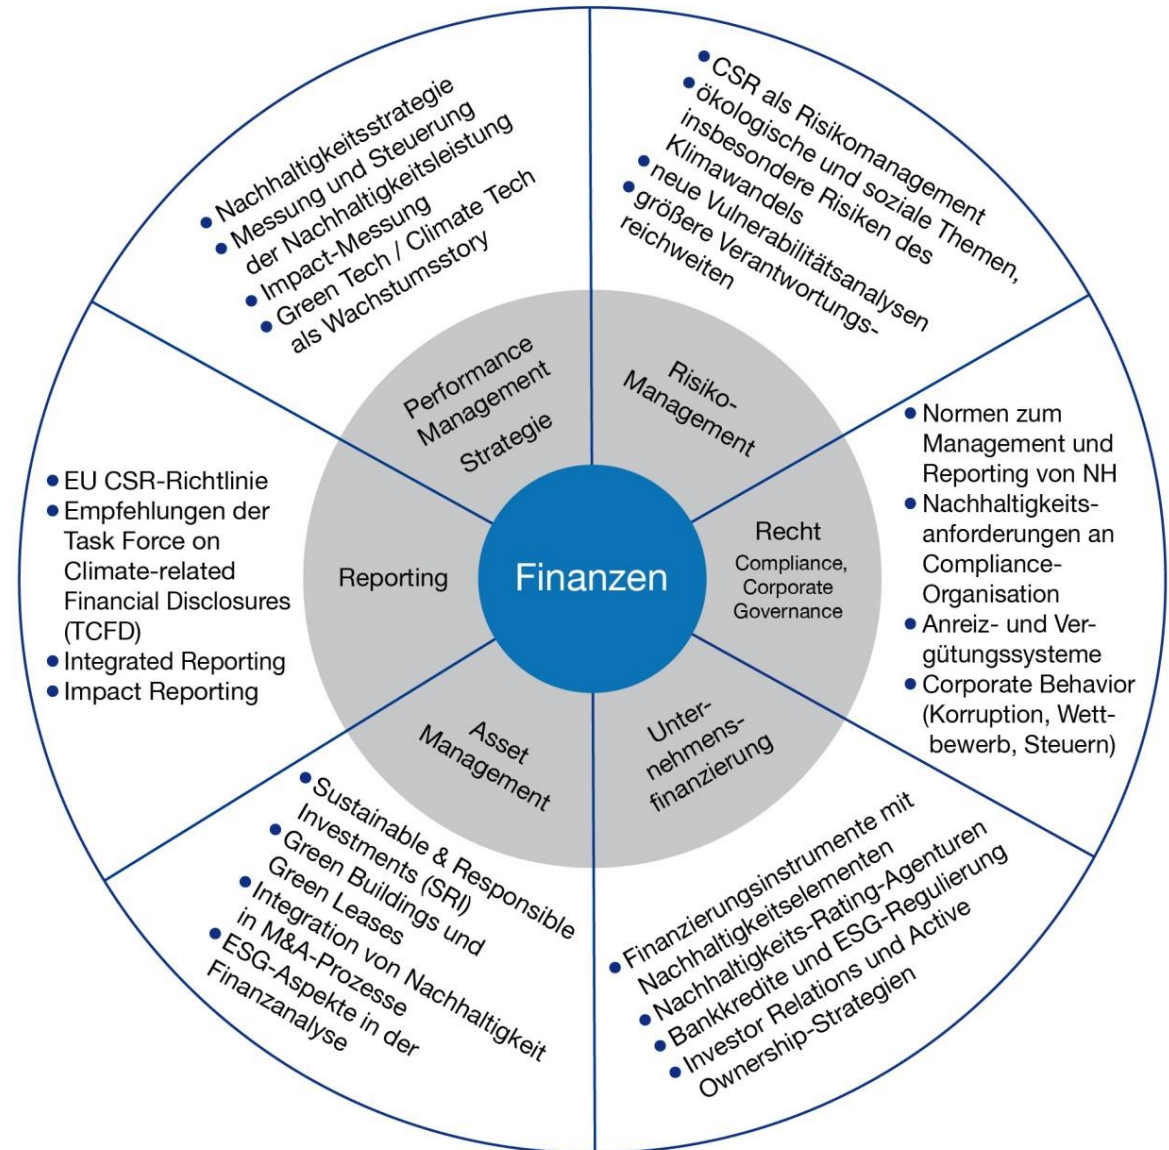 Nachhaltigkeitsstrategie
Messung und Steuerung
der Nachhaltigkeitsleistung
Impact-Messung
Green Tech / Climate Tech
als Wachstumsstory
CSR als Risikomanagement
ökologische und soziale Themen,
insbesondere Risiken des
Klimawandels
neue Vulnerabilitätsanalysen
größere Verantwortungs-
reichweiten
Performance
Management
Strategie
Risiko-
Management
EU CSR-Richtlinie
Empfehlungen der
Task Force on
Climate-related
Financial Disclosures
(TCFD)
Integrated Reporting
Impact Reporting
Reporting
Finanzen
Recht
Compliance,
Corporate
Governance
Normen zum
Management und
Reporting von NH
Nachhaltigkeits-
anforderungen an
Compliance-
Organisation
Anreiz- und Ver-
gütungssysteme
Corporate Behavior
(Korruption, Wett-
bewerb, Steuern)
Asset
Management
Unter-
nehmens-
finanzierung
Sustainable & Responsible
Investments (SRI)
Green Buildings und
Green Leases
Integration von Nachhaltigkeit
in M&A-Prozesse
ESG-Aspekte in der
Finanzanalyse
Finanzierungsinstrumente mit
Nachhaltigkeitselementen
Nachhaltigkeits-Rating-Agenturen
Bankkredite und ESG-Regulierung
Investor Relations und Active
Ownership-Strategien